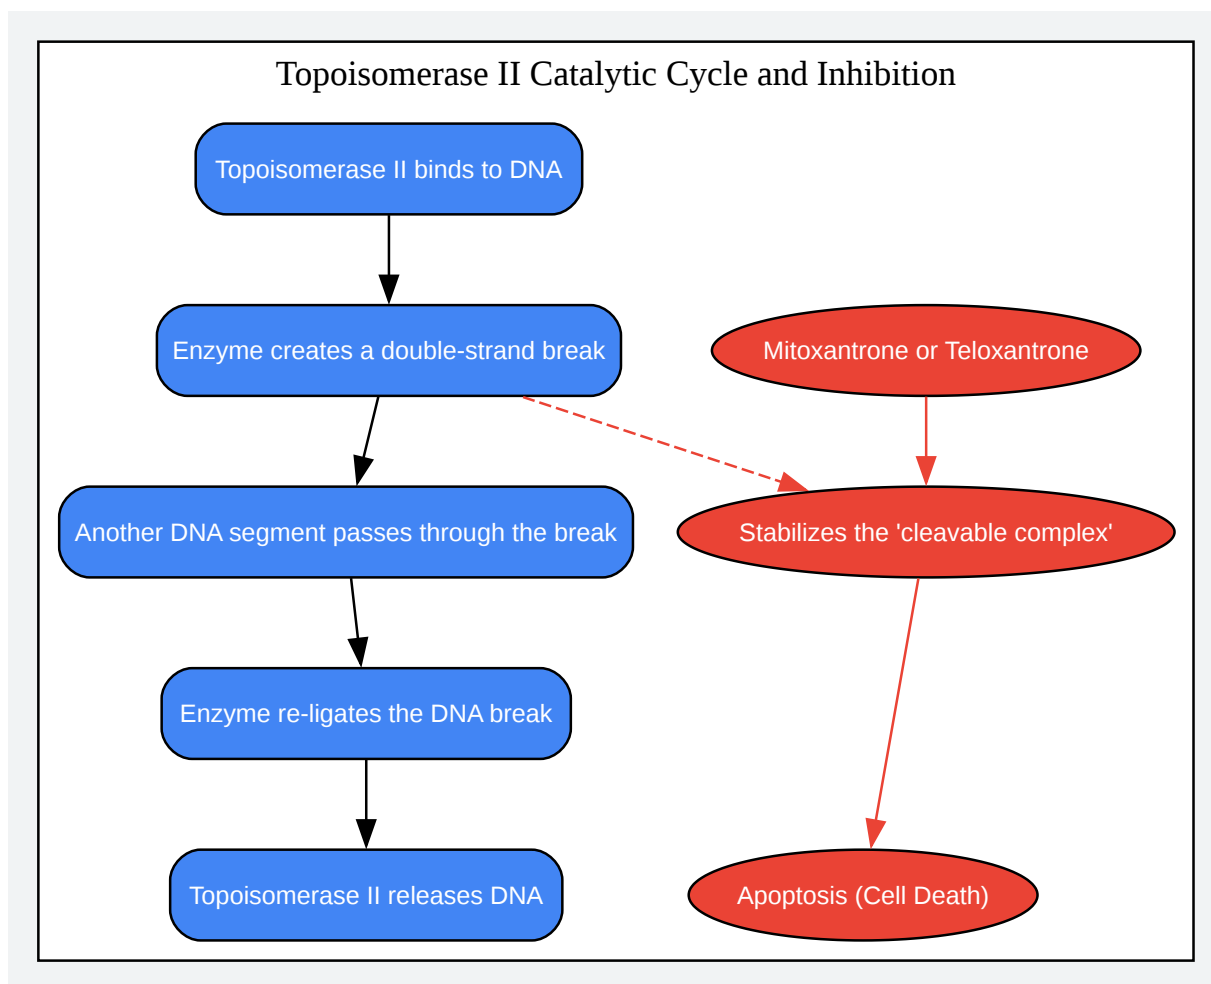 Topoisomerase II Catalytic Cycle and Inhibition
Topoisomerase II binds to DNA
Enzyme creates a double-strand break
Mitoxantrone or Teloxantrone
Another DNA segment passes through the break
Stabilizes the 'cleavable complex'
Enzyme re-ligates the DNA break
Topoisomerase II releases DNA
Apoptosis (Cell Death)